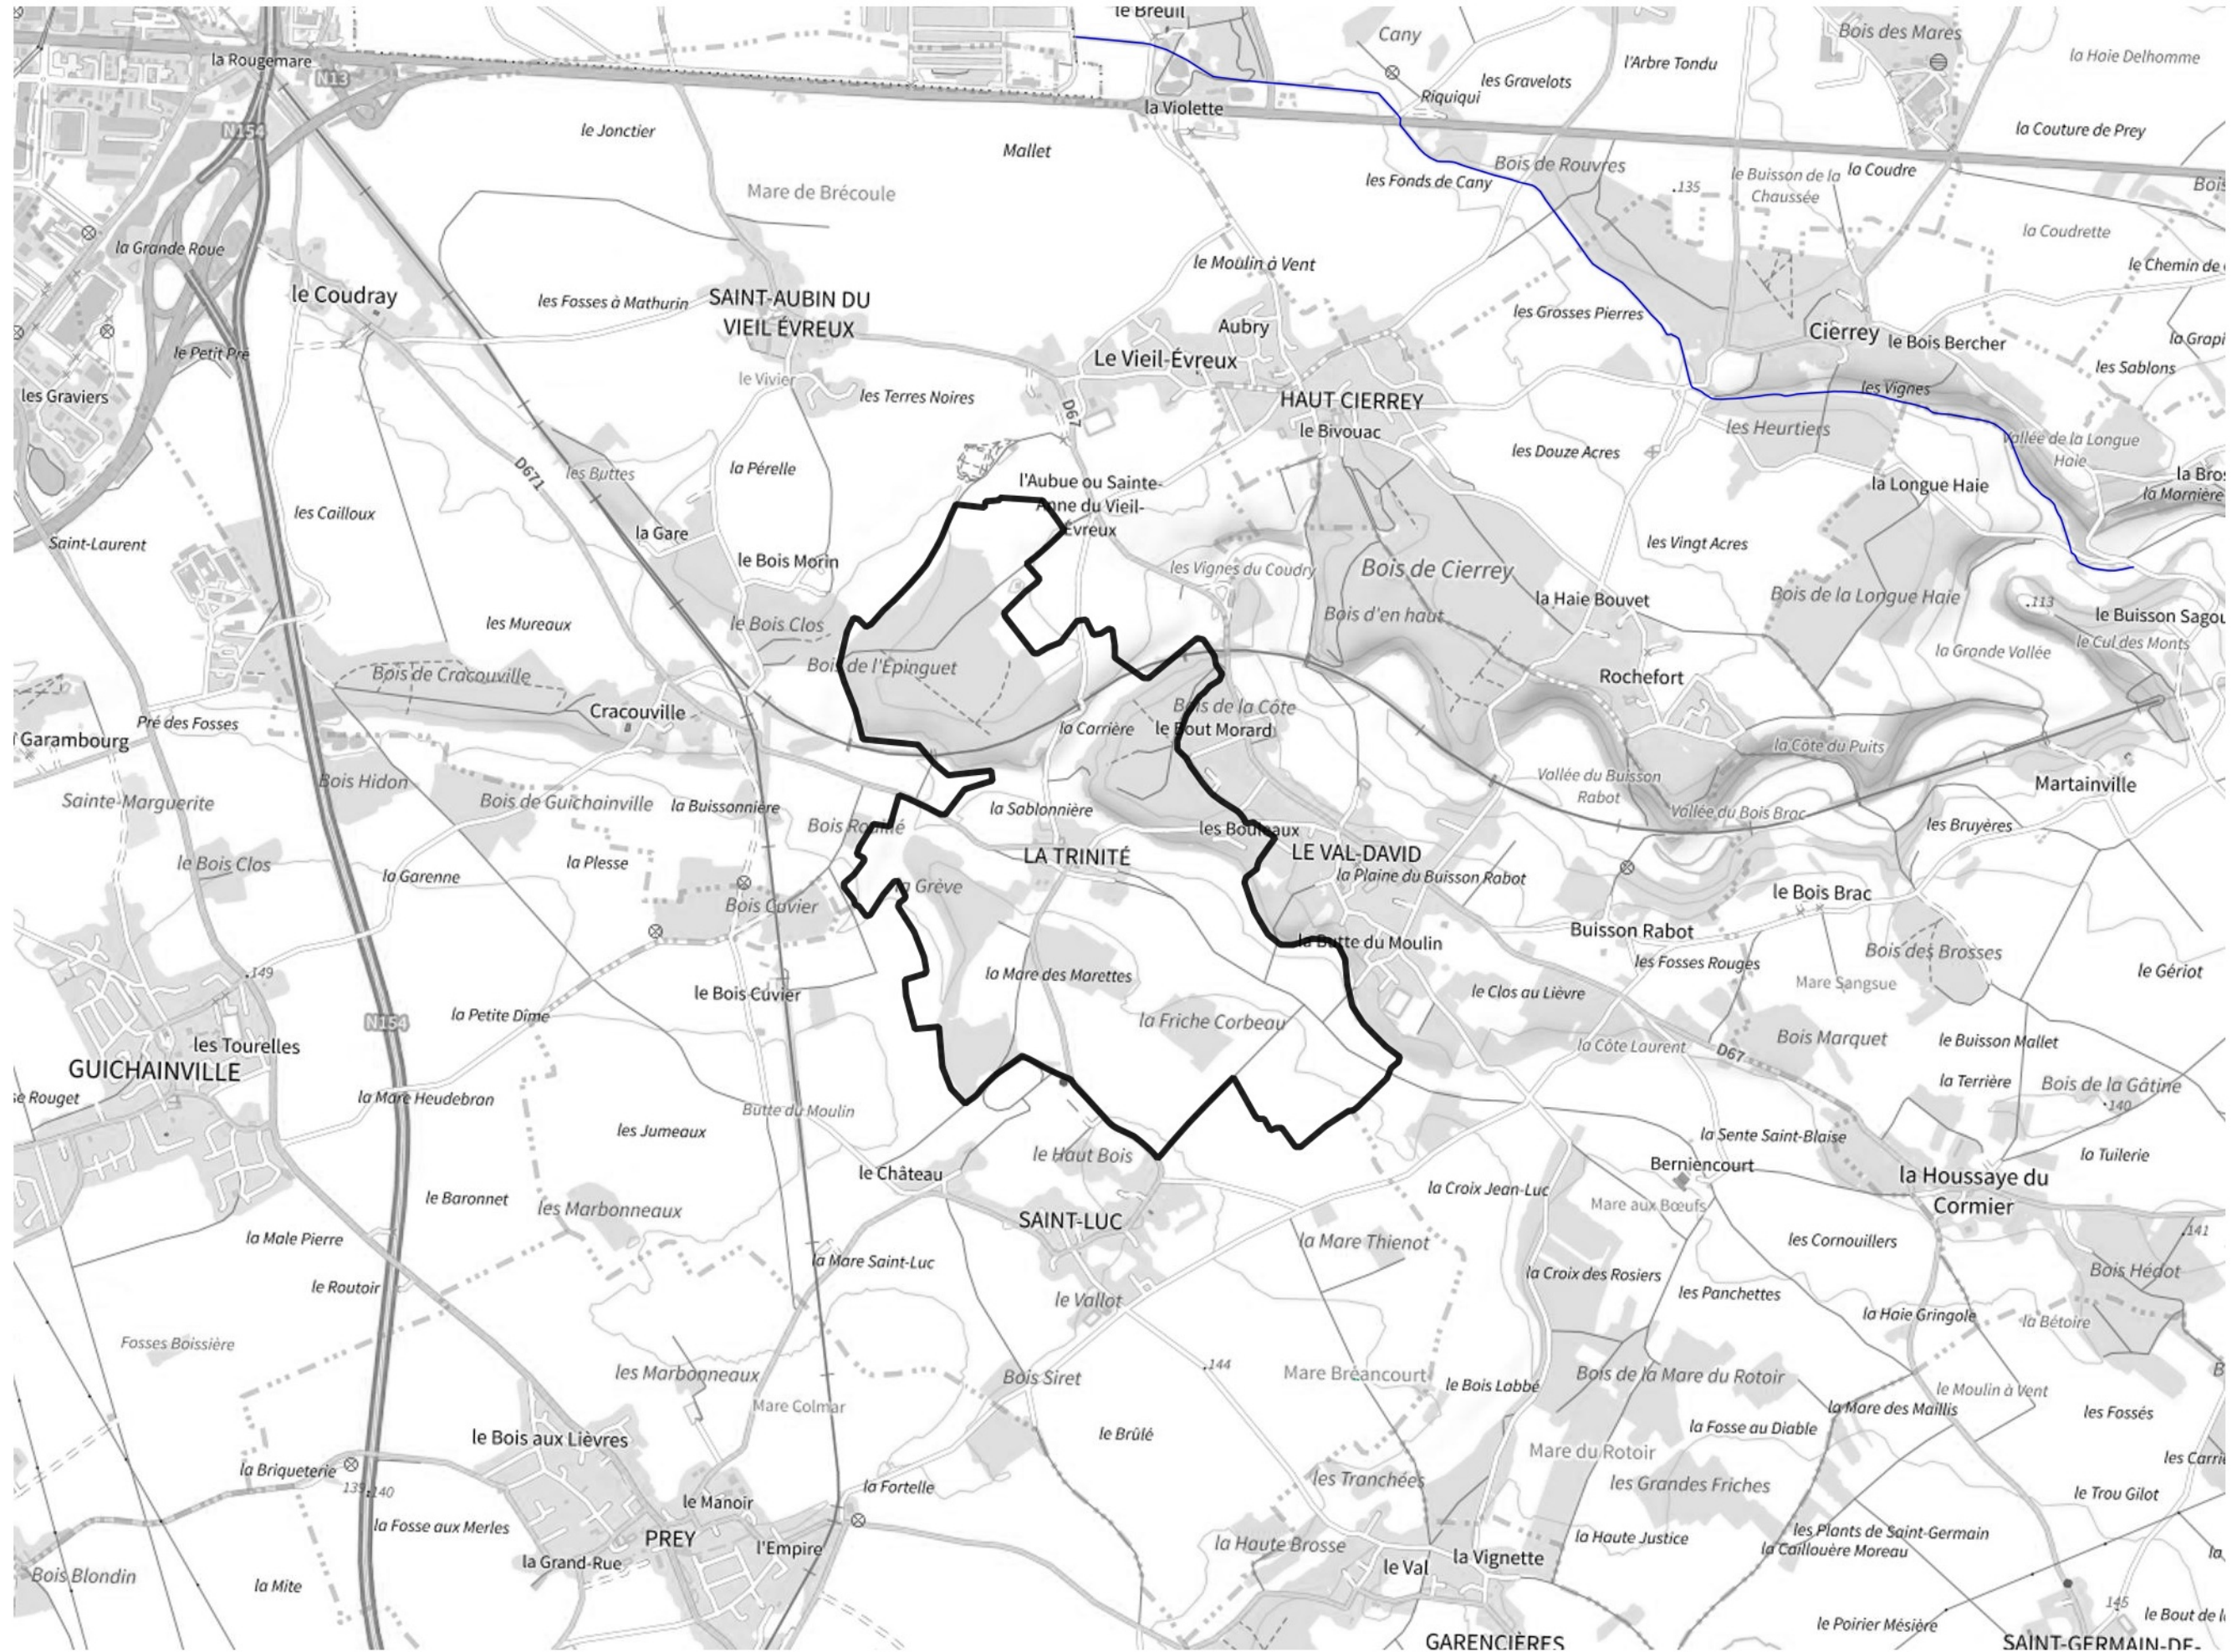 le Breuil
Cany
Bois des Mares
la Rougemare
N13
l'Arbre Tondu
la Haie Delhomme
les Gravelots
Riquiqui
la Violette
N154
le Jonctier
Mallet
la Couture de Prey
Bois de Rouvres
les Fonds de Cany
.135
le Buisson de la
Chaussée
la Coudre
Bois
Mare de Brécoule
la Grande Roue
la Coudrette
le Moulin à Vent
le Chemin de
le Coudray
les Fosses à Mathurin
SAINT-AUBIN DU
VIEIL ÉVREUX
les Grosses Pierres
Aubry
Cierrey
le Bois Bercher
la Grapi
le Petit Pré
Le Vieil-Évreux
les Sablons
le Vivier
les Terres Noires
les Graviers
D67
HAUT CIERREY
les Vignes
le Bivouac
les Heurtiers
Vallée de la Longue
Haie
les Douze Acres
D671
les Buttes
la Pérelle
l'Aubue ou Sainte-
Anne du Vieil-
Évreux
la Longue Haie
la Bros
la Mornière
les Cailloux
la Gare
Saint-Laurent
les Vingt Acres
le Bois Morin
les Vignes du Coudry
Bois de Cierrey
la Haie Bouvet
Bois de la Longue Haie
.113
le Buisson Sagou
les Mureaux
le Bois Clos
Bois d'en haut
le Cul des Monts
la Grande Vallée
Bois de l'Épinguet
Bois de Cracouville
Rochefort
Cracouville
Bois de la Côte
Pré des Fosses
la Carrière
le Bout Morard
Garambourg
la Côte du Puits
Bois Hidon
Vallée du Buisson
Rabot
Martainville
Sainte-Marguerite
Bois de Guichainville
la Buissonnière
la Sablonnière
Vallée du Bois Brac
Bois Rouillé
les Bouleaux
les Bruyères
le Bois Clos
la Plesse
LA TRINITÉ
LE VAL-DAVID
la Garenne
la Grève
la Plaine du Buisson Rabot
le Bois Brac
Bois Cuvier
Buisson Rabot
la Butte du Moulin
Bois des Brosses
les Fosses Rouges
.149
la Mare des Marettes
le Gériot
le Bois Cuvier
le Clos au Lièvre
Mare Sangsue
la Petite Dîme
N154
la Friche Corbeau
Bois Marquet
les Tourelles
la Côte Laurent
D67
le Buisson Mallet
GUICHAINVILLE
la Terrière
Bois de la Gâtine
.140
se Rouget
la Mare Heudebran
Butte du Moulin
les Jumeaux
la Sente Saint-Blaise
le Haut Bois
la Tuilerie
Berniencourt
le Château
la Houssaye du
Cormier
la Croix Jean-Luc
le Baronnet
les Marbonneaux
Mare aux Bœufs
SAINT-LUC
.141
la Male Pierre
la Mare Thienot
les Cornouillers
la Mare Saint-Luc
la Croix des Rosiers
Bois Hédot
le Routoir
les Panchettes
le Vallot
la Haie Gringole
la Bétoire
Fosses Boissière
.144
les Marbonneaux
Bois Siret
Mare Bréancourt
le Bois Labbé
Bois de la Mare du Rotoir
B
le Moulin à Vent
Mare Colmar
la Mare des Maillis
les Fossés
la Fosse au Diable
le Brûlé
le Bois aux Lièvres
Mare du Rotoir
les Carriè
la Briqueterie
les Tranchées
les Grandes Friches
139
.140
la Fortelle
le Trou Gilot
le Manoir
la Fosse aux Merles
les Plants de Saint-Germain
PREY
la Haute Brosse
la Haute Justice
la Caillouère Moreau
l'Empire
la Grand-Rue
la Vignette
le Val
la
Bois Blondin
la Mite
145
le Poirier Mésière
le Bout de l
GARENCIÈRES
SAINT-GERMAIN-DE-